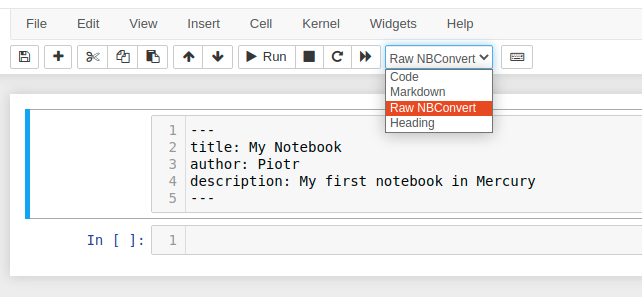 File Edit View Insert Cell Kernel Widgets Help
Run Raw NBConvert
Code
Markdown
Raw NBConvert
Heading
1 ---
2 title: My Notebook
3 author: Piotr
4 description: My first notebook in Mercury
5 ---
In [ ]: 1